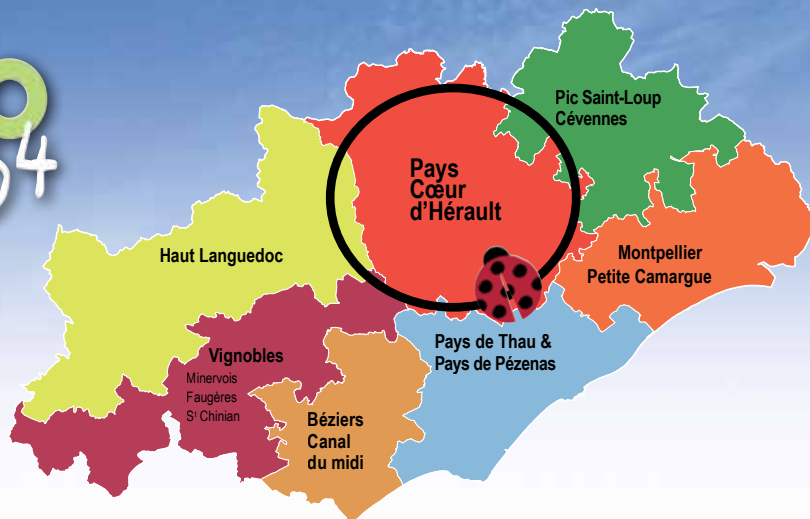 Pic Saint-Loup
Cévennes
Pays
Cœur
d'Hérault
Haut Languedoc
Montpellier
Petite Camargue
Pays de Thau &
Pays de Pézenas
Vignobles
Minervois
Faugères
Sᵗ Chinian
Béziers
Canal
du midi